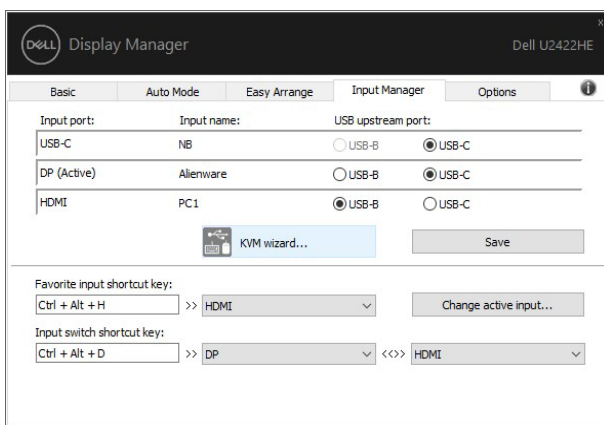 DELL Display Manager Dell U2422HE
Basic Auto Mode Easy Arrange Input Manager Options
Input port: Input name: USB upstream port:
USB-C NB USB-B USB-C
DP (Active) Alienware USB-B USB-C
HDMI PC1 USB-B USB-C
KVM wizard... Save
Favorite input shortcut key:
Ctrl + Alt + H >> HDMI Change active input...
Input switch shortcut key:
Ctrl + Alt + D >> DP <<>> HDMI